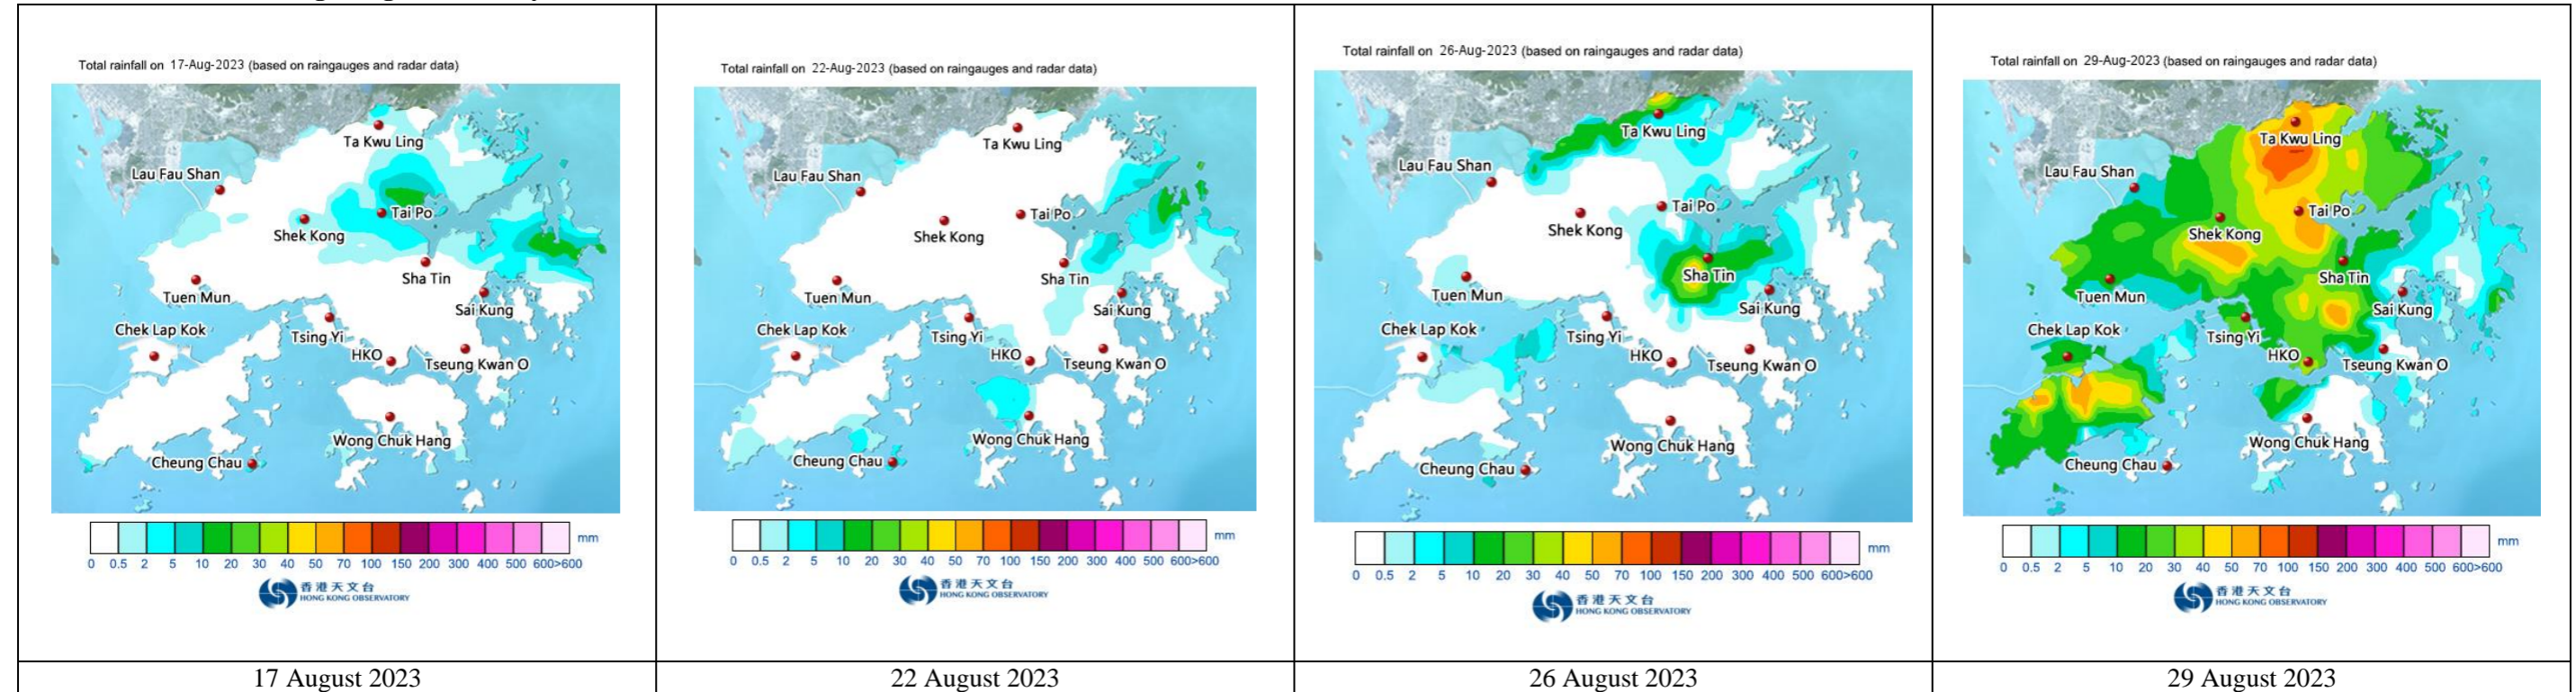 Total rainfall on 17-Aug-2023 (based on raingauges and radar data)
Ta Kwu Ling
Lau Fau Shan
Tai Po
Shek Kong
Sha Tin
Tuen Mun
Sai Kung
Chek Lap Kok
Tsing Yi
HKO
Tseung Kwan O
Wong Chuk Hang
Cheung Chau
mm
0 0.5 2 5 10 20 30 40 50 70 100 150 200 300 400 500 600>600
香港天文台
HONG KONG OBSERVATORY
17 August 2023
Total rainfall on 22-Aug-2023 (based on raingauges and radar data)
Ta Kwu Ling
Lau Fau Shan
Tai Po
Shek Kong
Sha Tin
Tuen Mun
Sai Kung
Chek Lap Kok
Tsing Yi
HKO
Tseung Kwan O
Wong Chuk Hang
Cheung Chau
mm
0 0.5 2 5 10 20 30 40 50 70 100 150 200 300 400 500 600>600
香港天文台
HONG KONG OBSERVATORY
22 August 2023
Total rainfall on 26-Aug-2023 (based on raingauges and radar data)
Ta Kwu Ling
Lau Fau Shan
Tai Po
Shek Kong
Sha Tin
Tuen Mun
Sai Kung
Chek Lap Kok
Tsing Yi
HKO
Tseung Kwan O
Wong Chuk Hang
Cheung Chau
mm
0 0.5 2 5 10 20 30 40 50 70 100 150 200 300 400 500 600>600
香港天文台
HONG KONG OBSERVATORY
26 August 2023
Total rainfall on 29-Aug-2023 (based on raingauges and radar data)
Ta Kwu Ling
Lau Fau Shan
Tai Po
Shek Kong
Sha Tin
Tuen Mun
Sai Kung
Chek Lap Kok
Tsing Yi
HKO
Tseung Kwan O
Wong Chuk Hang
Cheung Chau
mm
0 0.5 2 5 10 20 30 40 50 70 100 150 200 300 400 500 600>600
香港天文台
HONG KONG OBSERVATORY
29 August 2023